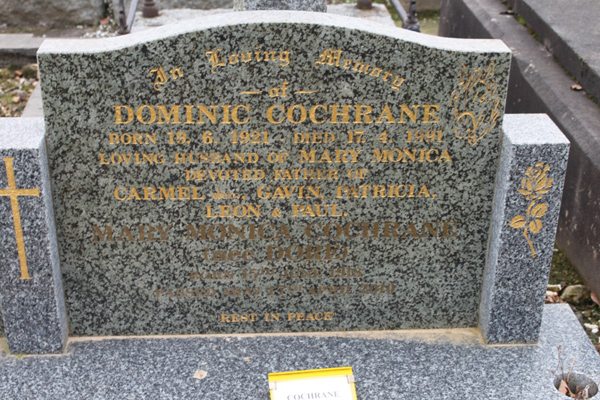 In Loving Memory
- of -
DOMINIC COCHRANE
BORN 19. 6. 1921. DIED 17. 4. 1991
LOVING HUSBAND OF MARY MONICA
DEVOTED FATHER OF
CARMEL GAVIN, PATRICIA,
LEON & PAUL.
MARY MONICA COCHRANE
REST IN PEACE
COCHRANE